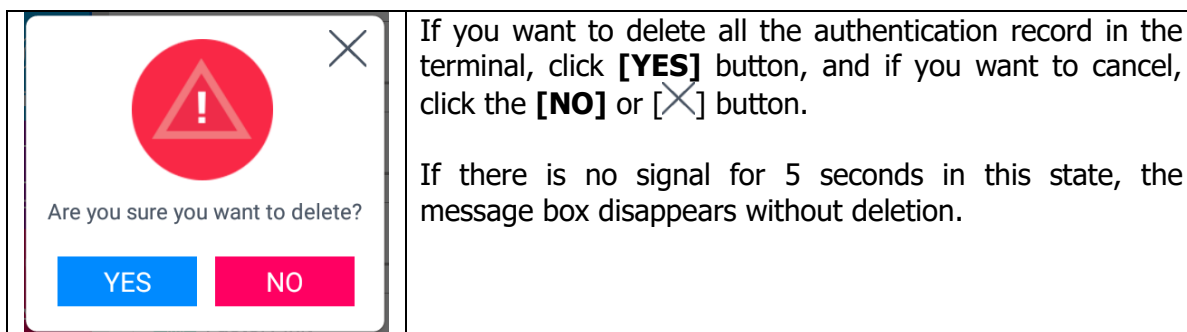 !
Are you sure you want to delete?
YES
NO
If you want to delete all the authentication record in the
terminal, click [YES] button, and if you want to cancel,
click the [NO] or [X] button.
If there is no signal for 5 seconds in this state, the
message box disappears without deletion.